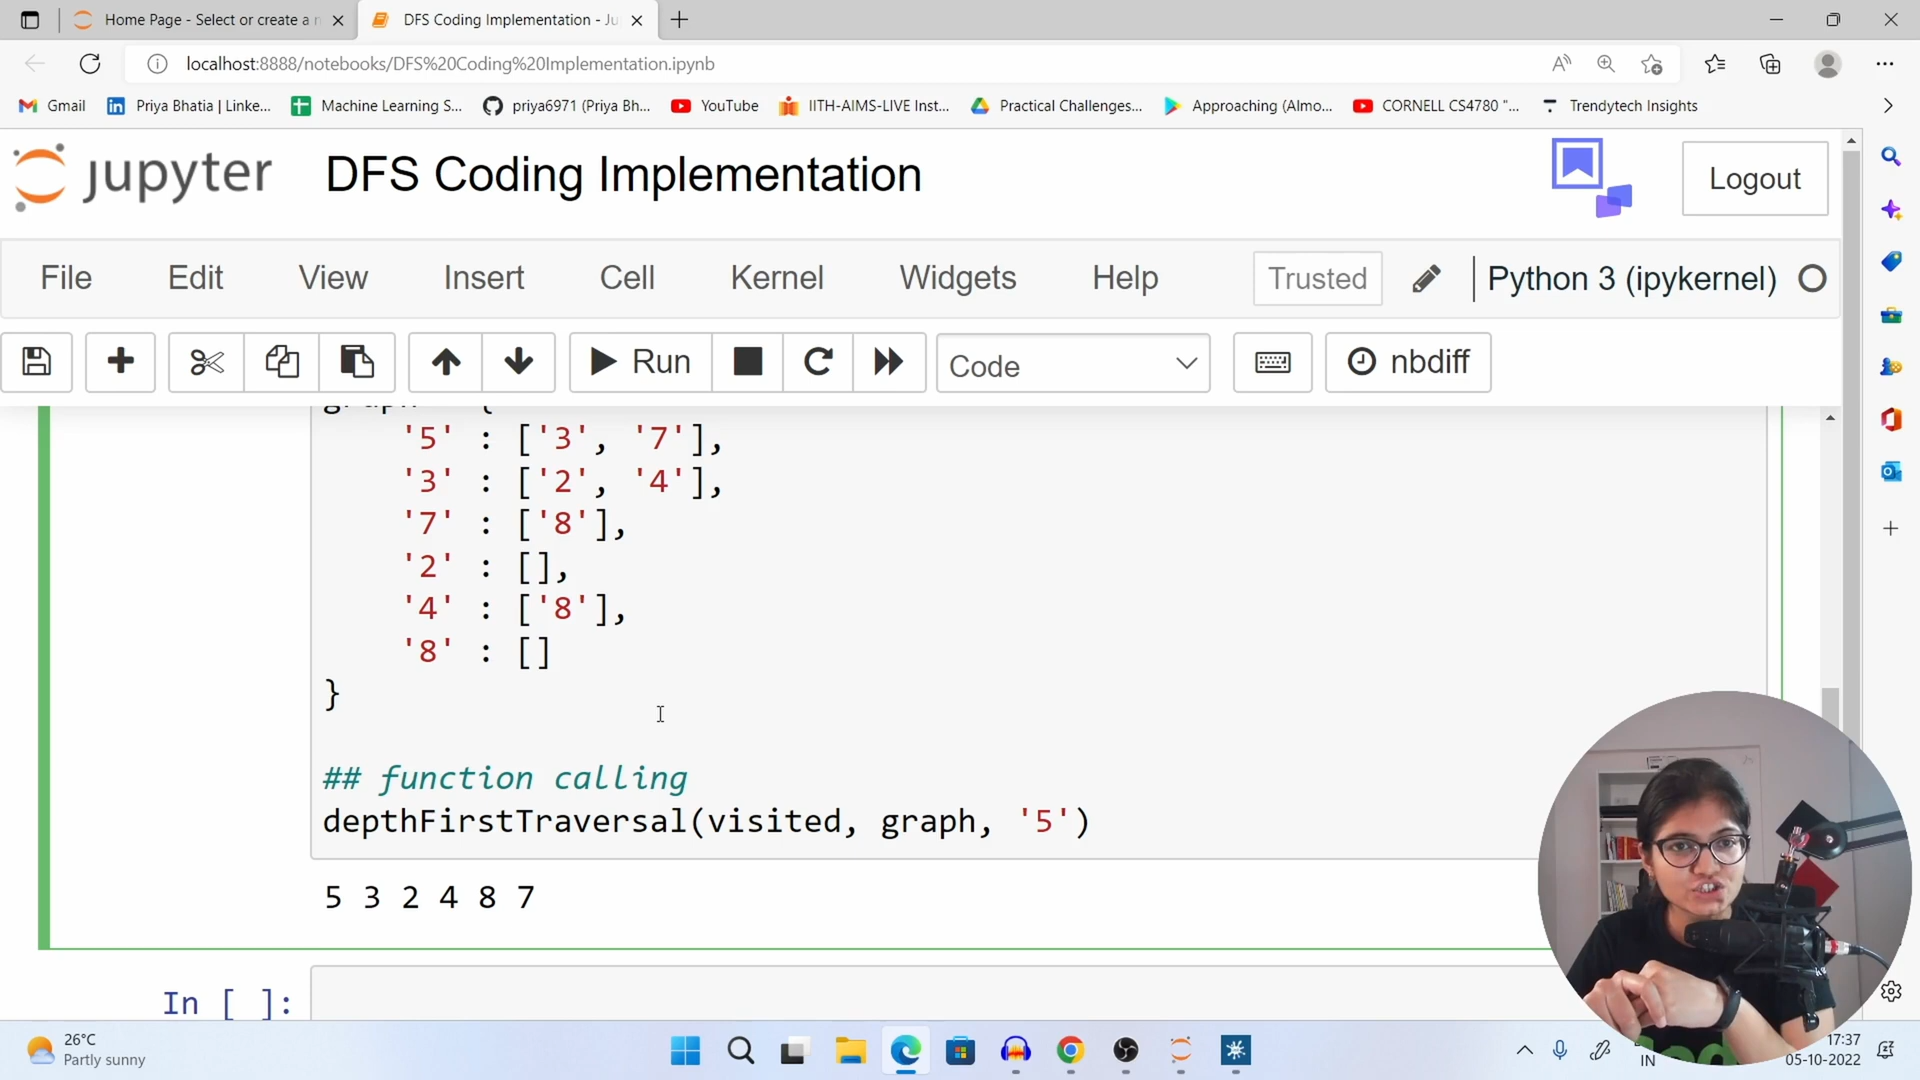 Home Page - Select or create a n
DFS Coding Implementation - Ju
localhost:8888/notebooks/DFS%20Coding%20Implementation.ipynb
Gmail
Priya Bhatia | Linke...
Machine Learning S...
priya6971 (Priya Bh...
YouTube
IITH-AIMS-LIVE Inst...
Practical Challenges...
Approaching (Almo...
CORNELL CS4780 "...
Trendytech Insights
jupyter
DFS Coding Implementation
Logout
File
Edit
View
Insert
Cell
Kernel
Widgets
Help
Trusted
Python 3 (ipykernel)
Run
Code
nbdiff
'5' : ['3', '7'],
'3' : ['2', '4'],
'7' : ['8'],
'2' : [],
'4' : ['8'],
'8' : []
}
## function calling
depthFirstTraversal(visited, graph, '5')
5 3 2 4 8 7
In [ ]:
26°C
Partly sunny
IN
17:37
05-10-2022